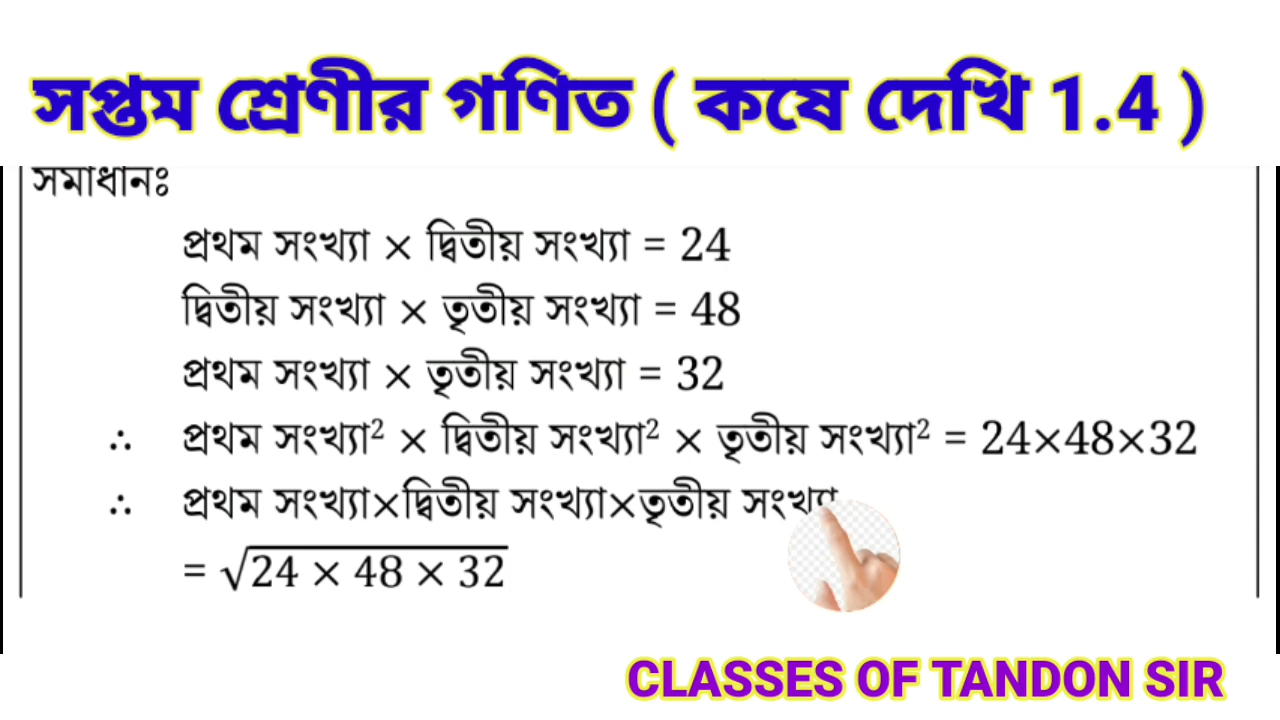 সপ্তম শ্রেণীর গণিত ( কষে দেখি 1.4 )
সমাধানঃ
প্রথম সংখ্যা × দ্বিতীয় সংখ্যা = 24
দ্বিতীয় সংখ্যা × তৃতীয় সংখ্যা = 48
প্রথম সংখ্যা × তৃতীয় সংখ্যা = 32
∴ প্রথম সংখ্যা² × দ্বিতীয় সংখ্যা² × তৃতীয় সংখ্যা² = 24×48×32
∴ প্রথম সংখ্যা×দ্বিতীয় সংখ্যা×তৃতীয় সংখ্যা
= √24 × 48 × 32
CLASSES OF TANDON SIR